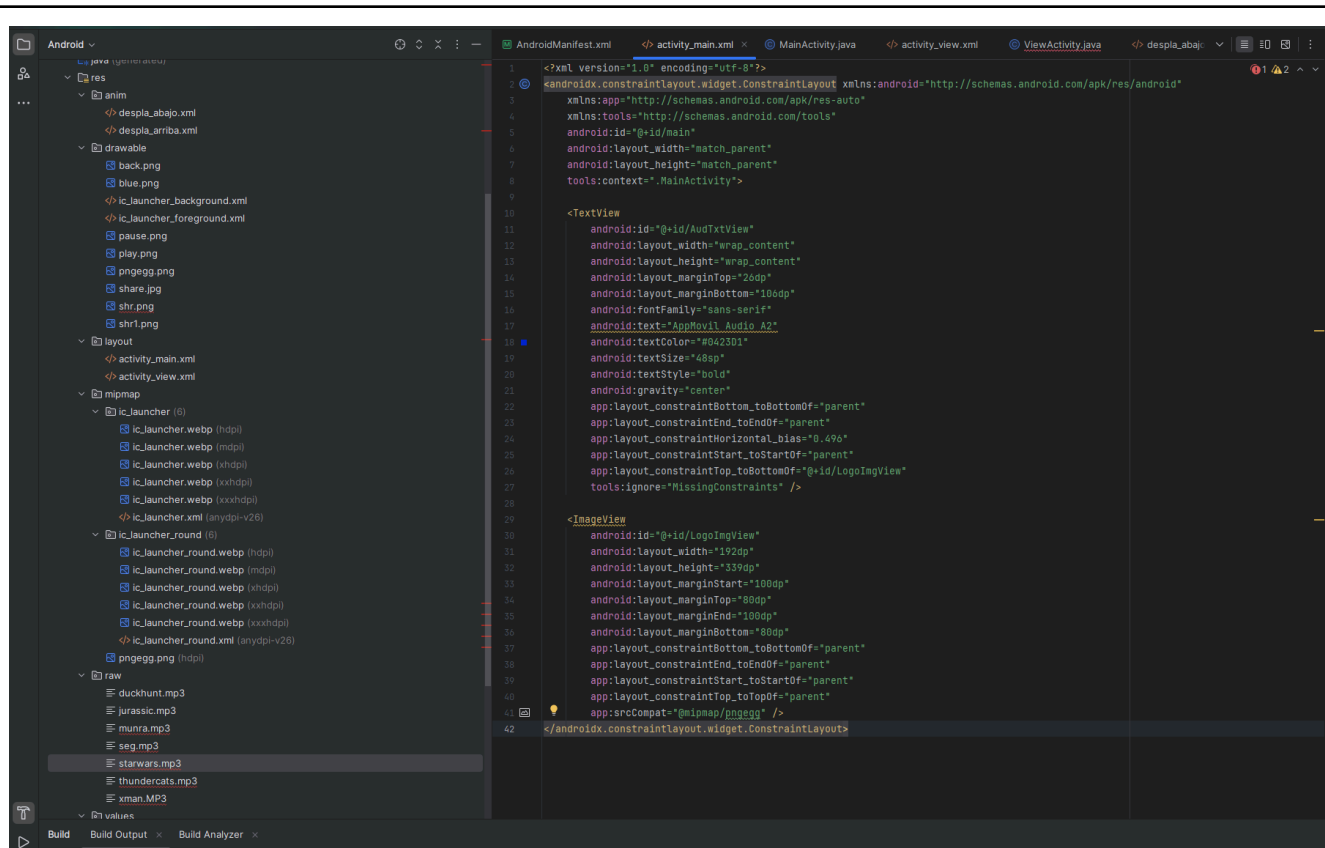 Android
java (generated)
res
anim
despla_abajo.xml
despla_arriba.xml
drawable
back.png
blue.png
ic_launcher_background.xml
ic_launcher_foreground.xml
pause.png
play.png
pngegg.png
share.jpg
shr.png
shr1.png
layout
activity_main.xml
activity_view.xml
mipmap
ic_launcher (6)
ic_launcher.webp (hdpi)
ic_launcher.webp (mdpi)
ic_launcher.webp (xhdpi)
ic_launcher.webp (xxhdpi)
ic_launcher.webp (xxxhdpi)
ic_launcher.xml (anydpi-v26)
ic_launcher_round (6)
ic_launcher_round.webp (hdpi)
ic_launcher_round.webp (mdpi)
ic_launcher_round.webp (xhdpi)
ic_launcher_round.webp (xxhdpi)
ic_launcher_round.webp (xxxhdpi)
ic_launcher_round.xml (anydpi-v26)
pngegg.png (hdpi)
raw
duckhunt.mp3
jurassic.mp3
munra.mp3
seg.mp3
starwars.mp3
thundercats.mp3
xman.MP3
values
AndroidManifest.xml activity_main.xml MainActivity.java activity_view.xml ViewActivity.java despla_abajo
1 2
1 <?xml version="1.0" encoding="utf-8"?>
2 <androidx.constraintlayout.widget.ConstraintLayout xmlns:android="http://schemas.android.com/apk/res/android"
3 xmlns:app="http://schemas.android.com/apk/res-auto"
4 xmlns:tools="http://schemas.android.com/tools"
5 android:id="@+id/main"
6 android:layout_width="match_parent"
7 android:layout_height="match_parent"
8 tools:context=".MainActivity">
9
10 <TextView
11 android:id="@+id/AudTxtView"
12 android:layout_width="wrap_content"
13 android:layout_height="wrap_content"
14 android:layout_marginTop="26dp"
15 android:layout_marginBottom="106dp"
16 android:fontFamily="sans-serif"
17 android:text="AppMovil Audio A2"
18 android:textColor="#0423D1"
19 android:textSize="48sp"
20 android:textStyle="bold"
21 android:gravity="center"
22 app:layout_constraintBottom_toBottomOf="parent"
23 app:layout_constraintEnd_toEndOf="parent"
24 app:layout_constraintHorizontal_bias="0.496"
25 app:layout_constraintStart_toStartOf="parent"
26 app:layout_constraintTop_toBottomOf="@+id/LogoImgView"
27 tools:ignore="MissingConstraints" />
28
29 <ImageView
30 android:id="@+id/LogoImgView"
31 android:layout_width="192dp"
32 android:layout_height="339dp"
33 android:layout_marginStart="100dp"
34 android:layout_marginTop="80dp"
35 android:layout_marginEnd="100dp"
36 android:layout_marginBottom="80dp"
37 app:layout_constraintBottom_toBottomOf="parent"
38 app:layout_constraintEnd_toEndOf="parent"
39 app:layout_constraintStart_toStartOf="parent"
40 app:layout_constraintTop_toTopOf="parent"
41 app:srcCompat="@mipmap/pngegg" />
42 </androidx.constraintlayout.widget.ConstraintLayout>
Build Build Output Build Analyzer